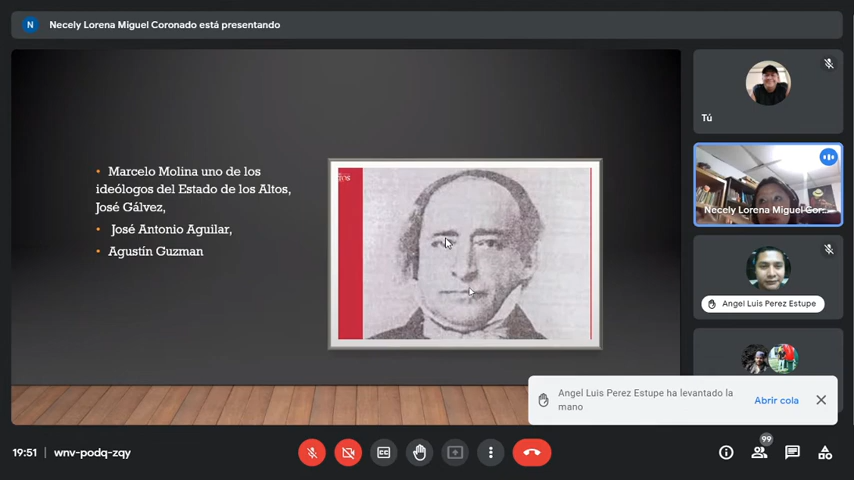 N Necely Lorena Miguel Coronado está presentando
Marcelo Molina uno de los
ideólogos del Estado de los Altos,
José Gálvez,
José Antonio Aguilar,
Agustín Guzman
Tú
Necely Lorena Miguel Cor...
Angel Luis Perez Estupe
Angel Luis Perez Estupe ha levantado la
mano
Abrir cola
19:51 | wnv-podq-zqy
99